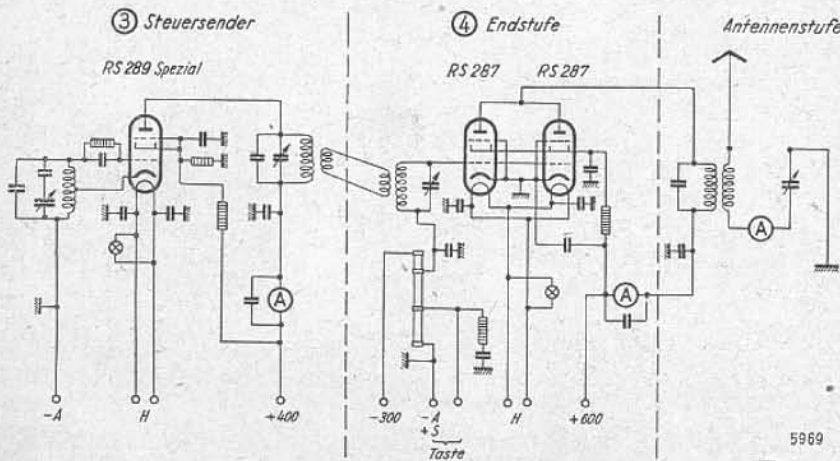 ③ Steuersender
④ Endstufe
Antennenstufe
RS 289 Spezial
RS 287
RS 287
A
A
A
-A
H
+400
-300
-A
+S
H
+600
Taste
5969